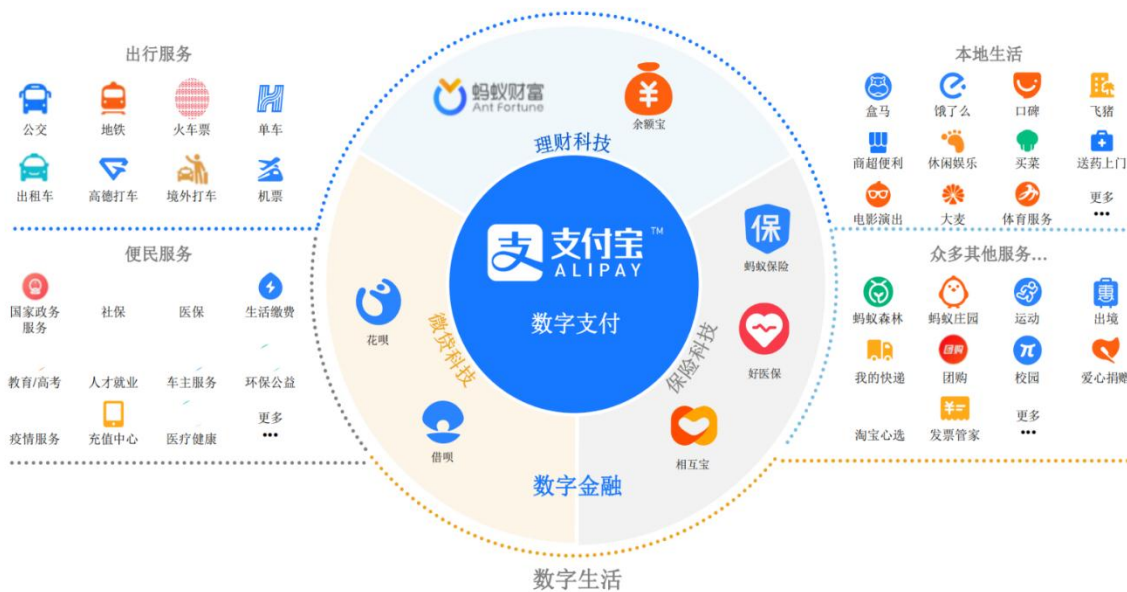 出行服务
公交 地铁 火车票 单车
出租车 高德打车 境外打车 机票
便民服务
国家政务
服务
社保 医保 生活缴费
教育/高考 人才就业 车主服务 环保公益
疫情服务 充值中心 医疗健康 更多
蚂蚁财富
Ant Fortune
余额宝
理财科技
支 支付宝™
ALIPAY
数字支付
微贷科技
花呗
借呗
保险科技
保
蚂蚁保险
好医保
相互宝
数字金融
数字生活
本地生活
盒马 饿了么 口碑 飞猪
商超便利 休闲娱乐 买菜 送药上门
电影演出 大麦 体育服务 更多
众多其他服务...
惠
蚂蚁森林 蚂蚁庄园 运动 出境
团购 π
我的快递 团购 校园 爱心捐赠
淘宝心选 发票管家 更多